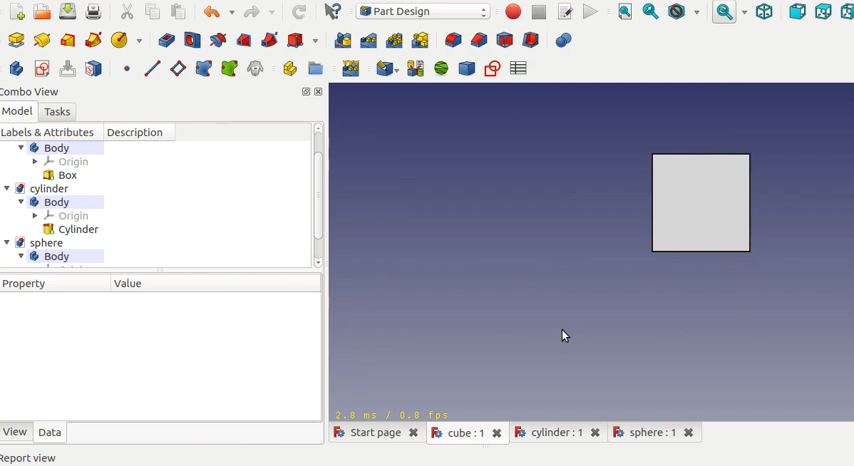 Part Design
Combo View
Model Tasks
Labels & Attributes Description
Body
Origin
Box
cylinder
Body
Origin
Cylinder
sphere
Body
Property Value
2.8 ms / 0.8 fps
View Data
Start page cube : 1 cylinder : 1 sphere : 1
Report view